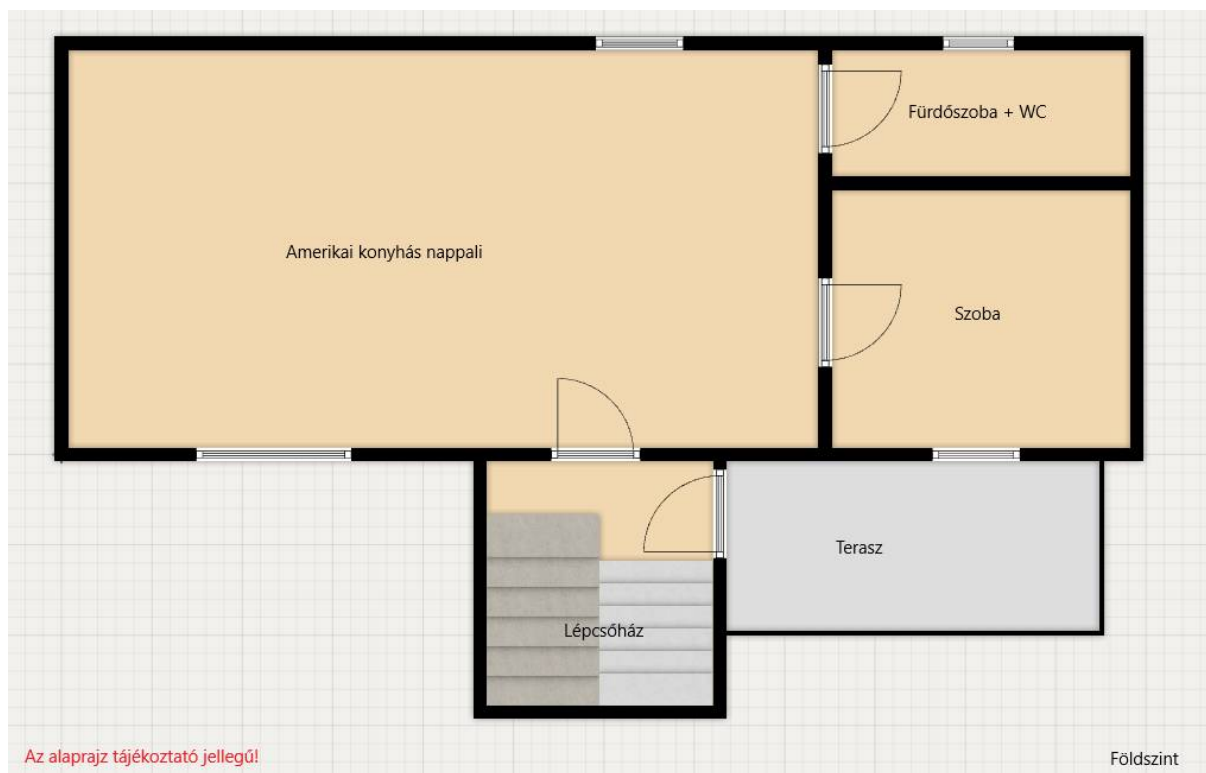 Fürdőszoba + WC
Amerikai konyhás nappali
Szoba
Terasz
Lépcsőház
Az alaprajz tájékoztató jellegű!
Földszint